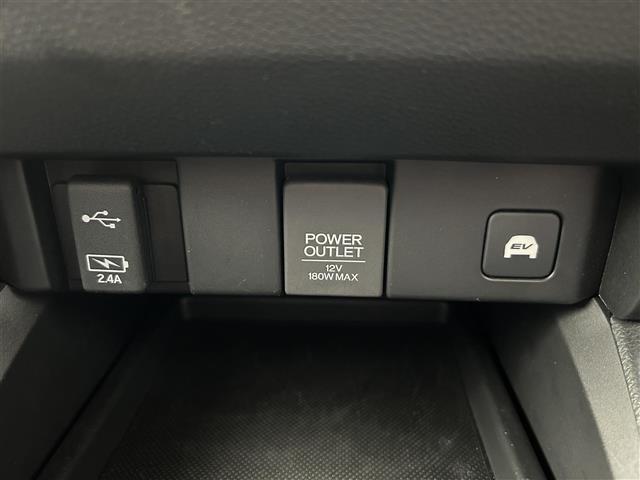 2.4A
POWER
OUTLET
12V
180W MAX
EV